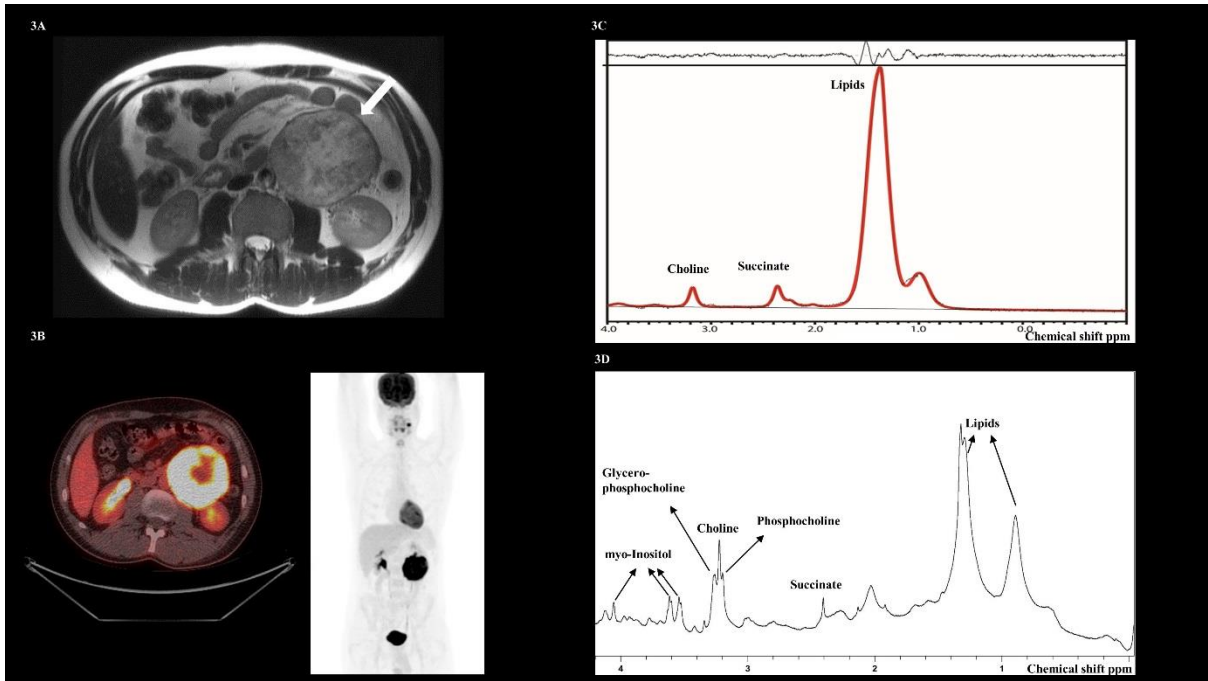 3A
3B
3C
Lipids
Choline
Succinate
4.0 3.0 2.0 1.0 0.0
Chemical shift ppm
3D
Lipids
Glycero-
phosphocholine
Choline
Phosphocholine
myo-Inositol
Succinate
4 3 2 1
Chemical shift ppm